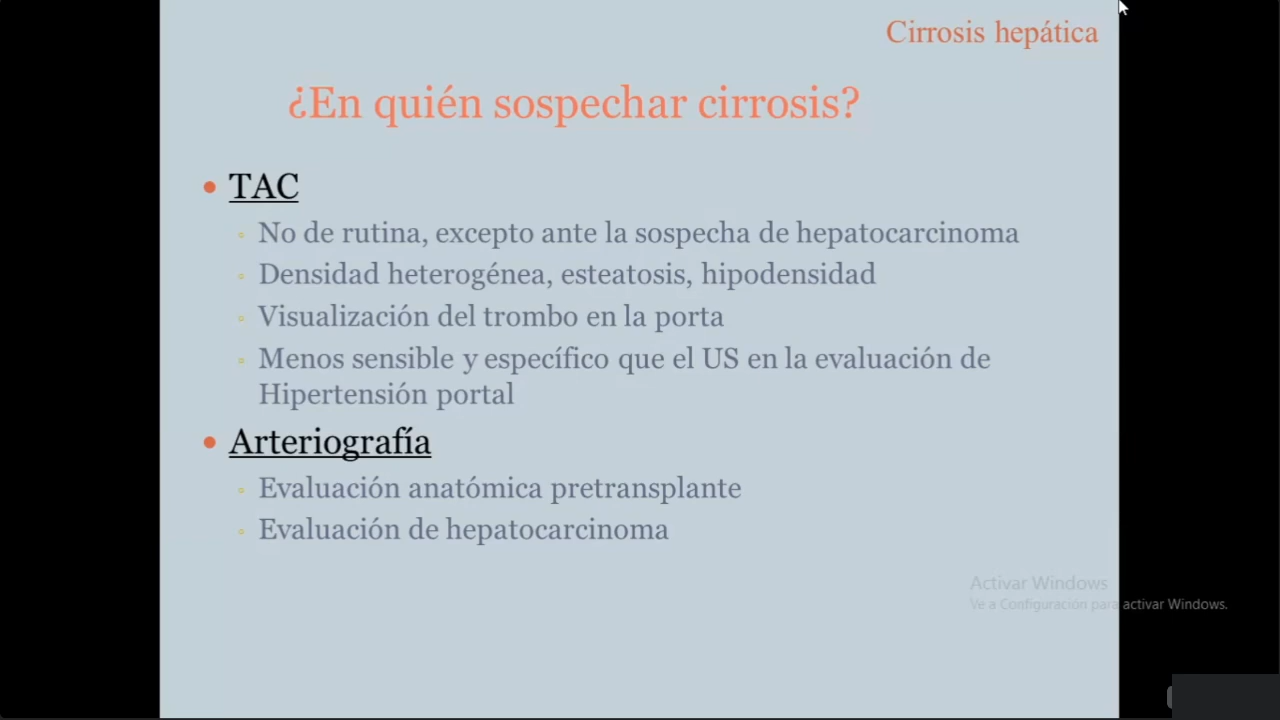 Cirrosis hepática
¿En quién sospechar cirrosis?
TAC
No de rutina, excepto ante la sospecha de hepatocarcinoma
Densidad heterogénea, esteatosis, hipodensidad
Visualización del trombo en la porta
Menos sensible y específico que el US en la evaluación de
Hipertensión portal
Arteriografía
Evaluación anatómica pretransplante
Evaluación de hepatocarcinoma
Activar Windows
Ve a Configuración para activar Windows.